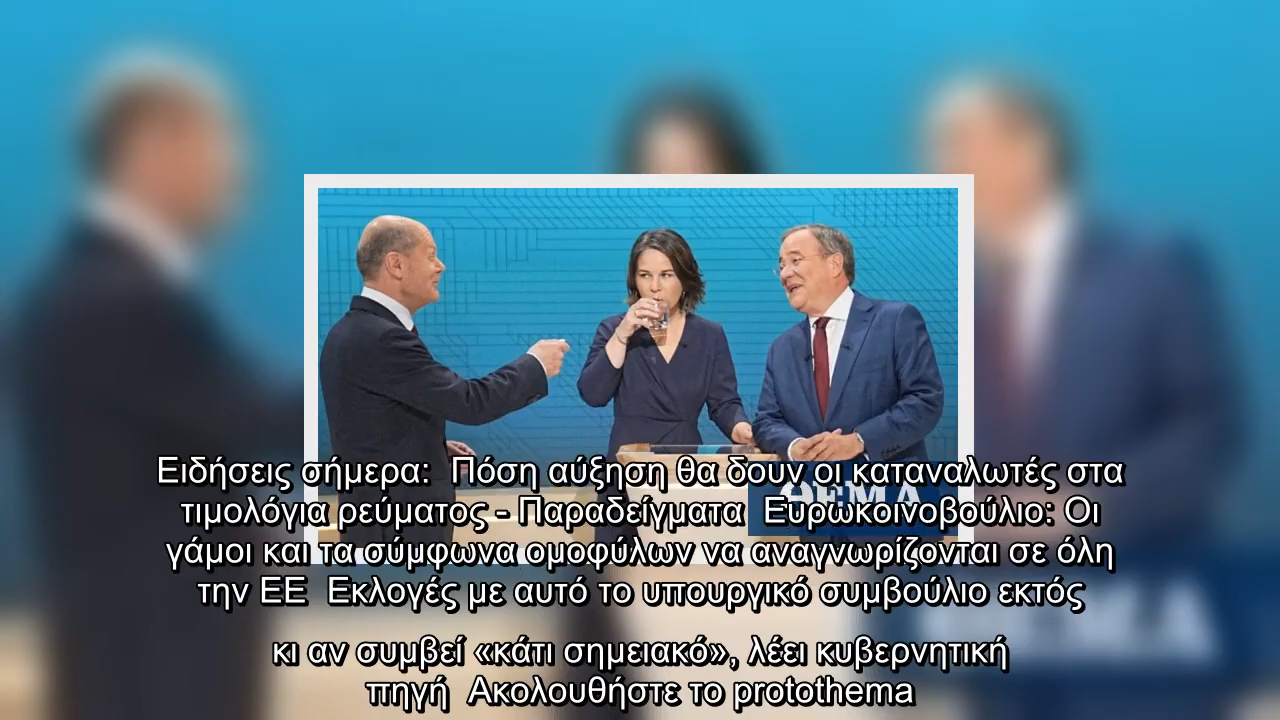 Ειδήσεις σήμερα:  Πόση αύξηση θα δουν οι καταναλωτές στα
τιμολόγια ρεύματος - Παραδείγματα  Ευρωκοινοβούλιο: Οι
γάμοι και τα σύμφωνα ομοφύλων να αναγνωρίζονται σε όλη
την ΕΕ  Εκλογές με αυτό το υπουργικό συμβούλιο εκτός
κι αν συμβεί «κάτι σημειακό», λέει κυβερνητική
πηγή  Ακολουθήστε το protothema
ΘΕΜΑ